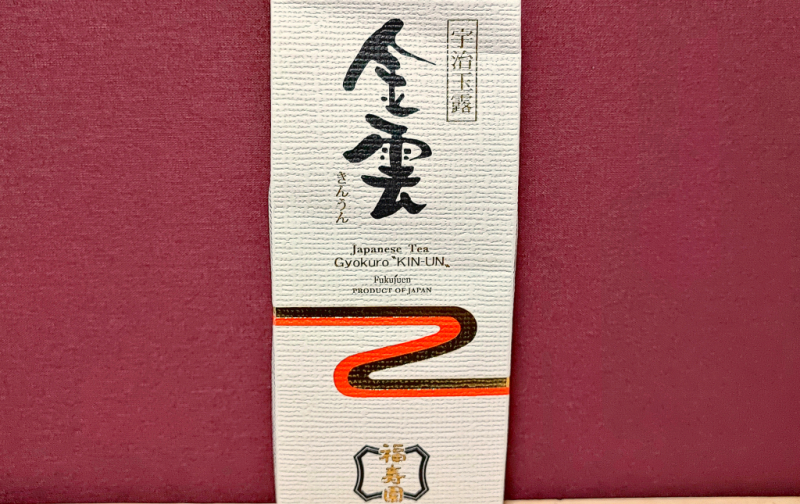 宇治玉露
金雲
きんうん
Japanese Tea
Gyokuro〝KIN-UN〟
Fukujuen
PRODUCT OF JAPAN
福寿園